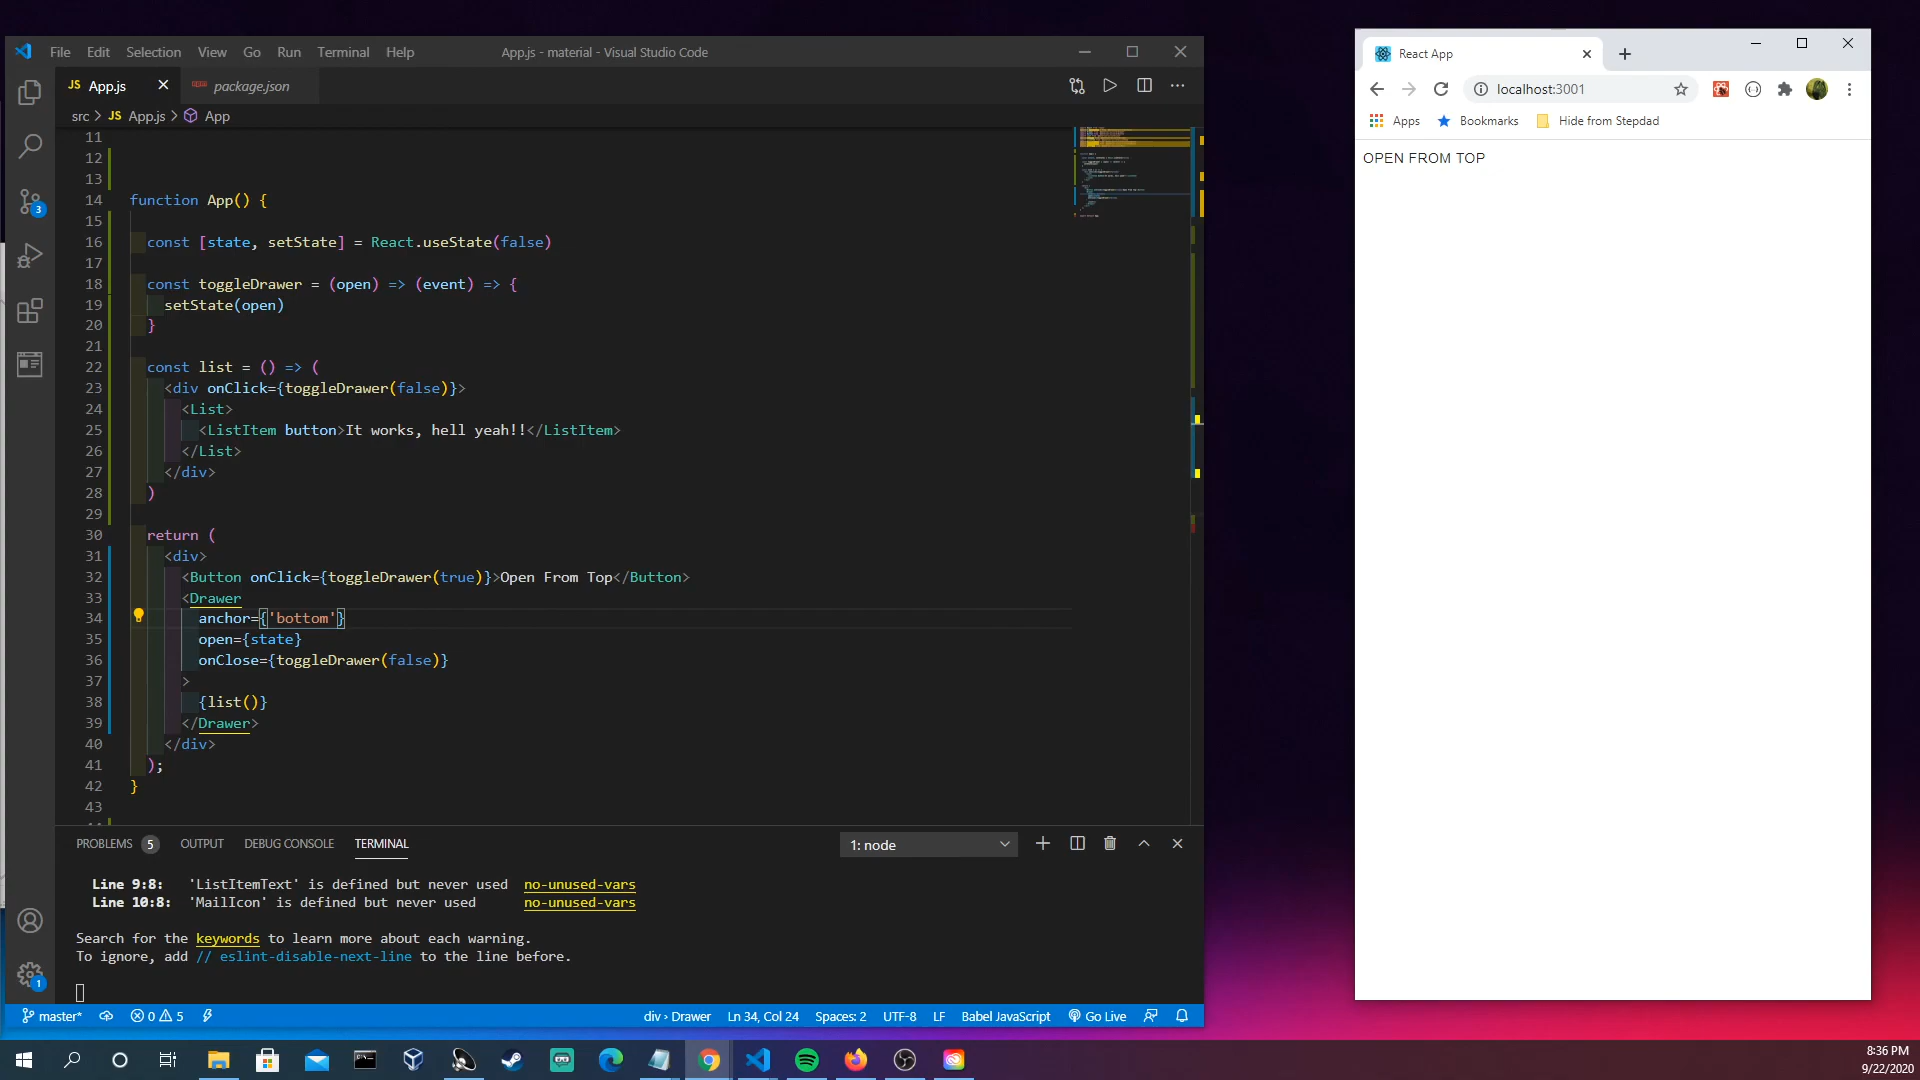 File Edit Selection View Go Run Terminal Help
App.js - material - Visual Studio Code
JS App.js
package.json
src > JS App.js > App
11
12
13
14 function App() {
15
16 const [state, setState] = React.useState(false)
17
18 const toggleDrawer = (open) => (event) => {
19 setState(open)
20 }
21
22 const list = () => (
23 <div onClick={toggleDrawer(false)}>
24 <List>
25 <ListItem button>It works, hell yeah!!</ListItem>
26 </List>
27 </div>
28 )
29
30 return (
31 <div>
32 <Button onClick={toggleDrawer(true)}>Open From Top</Button>
33 <Drawer
34 anchor={'bottom'}
35 open={state}
36 onClose={toggleDrawer(false)}
37 >
38 {list()}
39 </Drawer>
40 </div>
41 );
42 }
43
3
1
PROBLEMS 5 OUTPUT DEBUG CONSOLE TERMINAL
1: node
Line 9:8: 'ListItemText' is defined but never used no-unused-vars
Line 10:8: 'MailIcon' is defined but never used no-unused-vars
Search for the keywords to learn more about each warning.
To ignore, add // eslint-disable-next-line to the line before.
master* 0 5
div › Drawer Ln 34, Col 24 Spaces: 2 UTF-8 LF Babel JavaScript Go Live
React App
localhost:3001
Apps Bookmarks Hide from Stepdad
OPEN FROM TOP
8:36 PM
9/22/2020